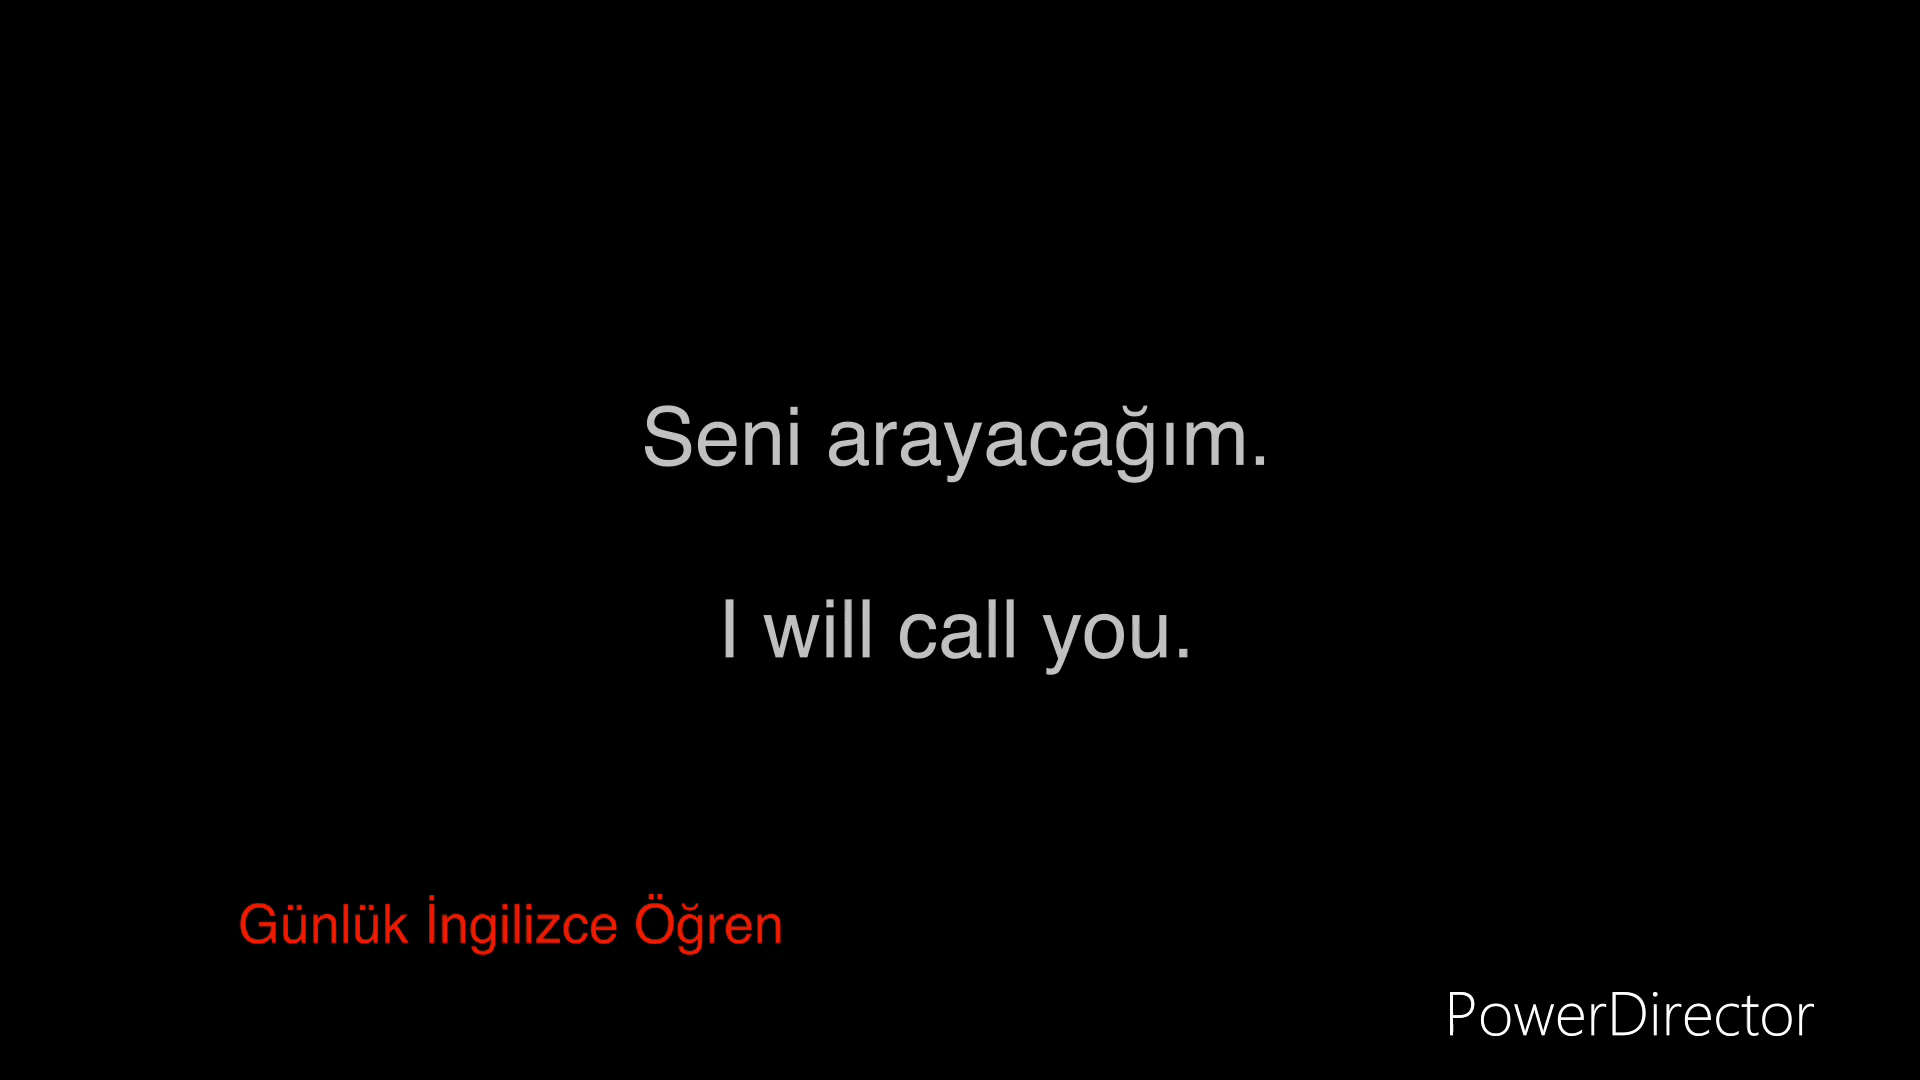 Seni arayacağım.
I will call you.
Günlük İngilizce Öğren
PowerDirector